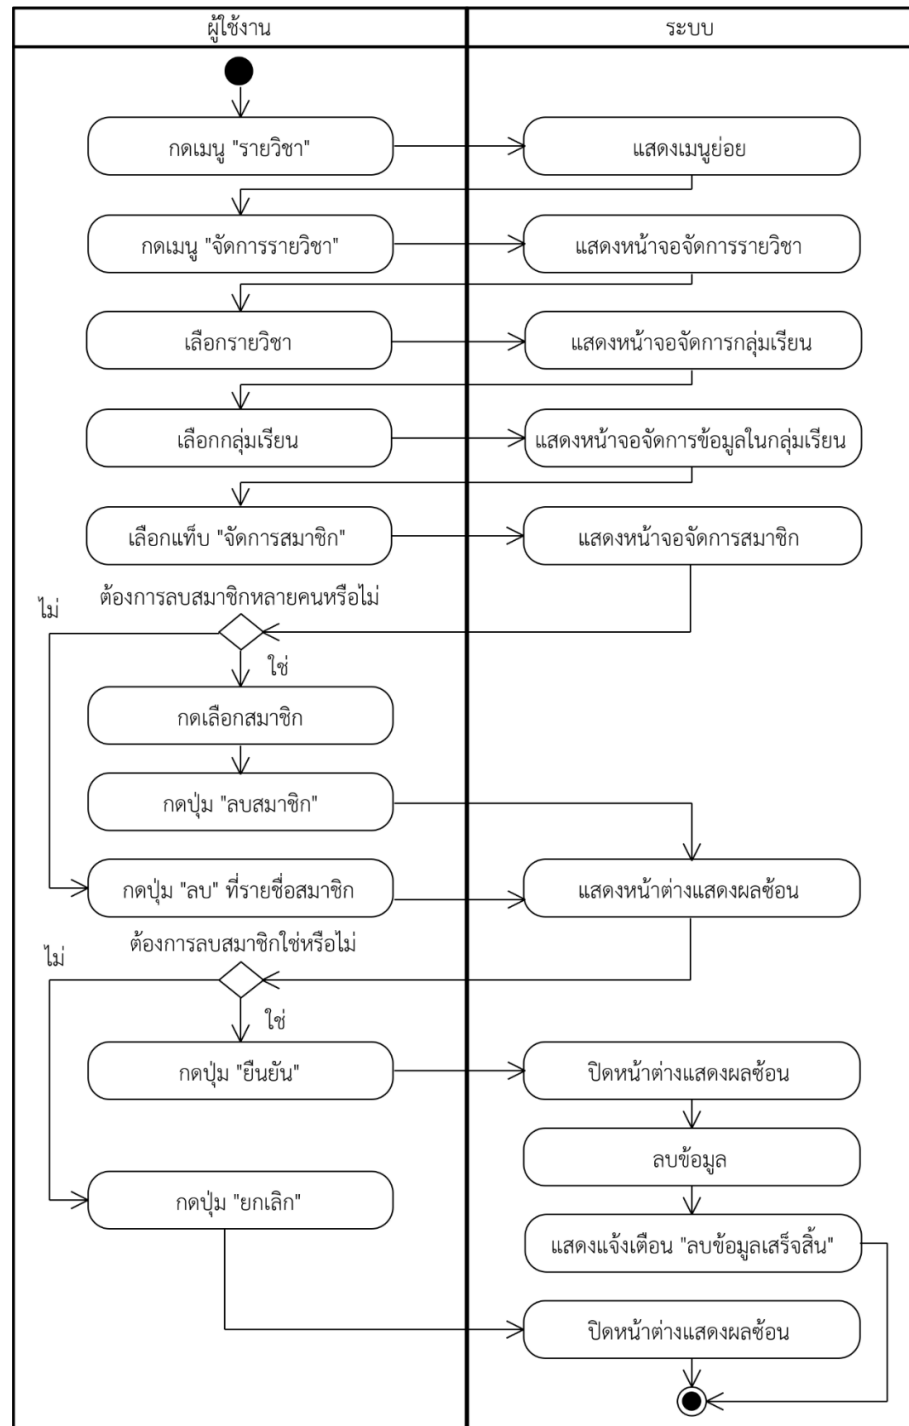 ผู้ใช้งาน
ระบบ
กดเมนู "รายวิชา"
แสดงเมนูย่อย
กดเมนู "จัดการรายวิชา"
แสดงหน้าจอจัดการรายวิชา
เลือกรายวิชา
แสดงหน้าจอจัดการกลุ่มเรียน
เลือกกลุ่มเรียน
แสดงหน้าจอจัดการข้อมูลในกลุ่มเรียน
เลือกแท็บ "จัดการสมาชิก"
แสดงหน้าจอจัดการสมาชิก
ต้องการลบสมาชิกหลายคนหรือไม่
ไม่
ใช่
กดเลือกสมาชิก
กดปุ่ม "ลบสมาชิก"
กดปุ่ม "ลบ" ที่รายชื่อสมาชิก
แสดงหน้าต่างแสดงผลซ้อน
ต้องการลบสมาชิกใช่หรือไม่
ไม่
ใช่
กดปุ่ม "ยืนยัน"
ปิดหน้าต่างแสดงผลซ้อน
ลบข้อมูล
กดปุ่ม "ยกเลิก"
แสดงแจ้งเตือน "ลบข้อมูลเสร็จสิ้น"
ปิดหน้าต่างแสดงผลซ้อน